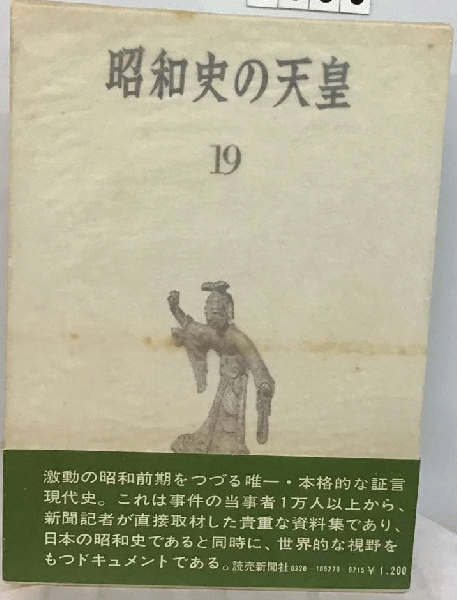 昭和史の天皇
19
激動の昭和前期をつづる唯一・本格的な証言
現代史。これは事件の当事者1万人以上から、
新聞記者が直接取材した貴重な資料集であり、
日本の昭和史であると同時に、世界的な視野を
もつドキュメントである。読売新聞社 0320-105279-8715 ¥1,200